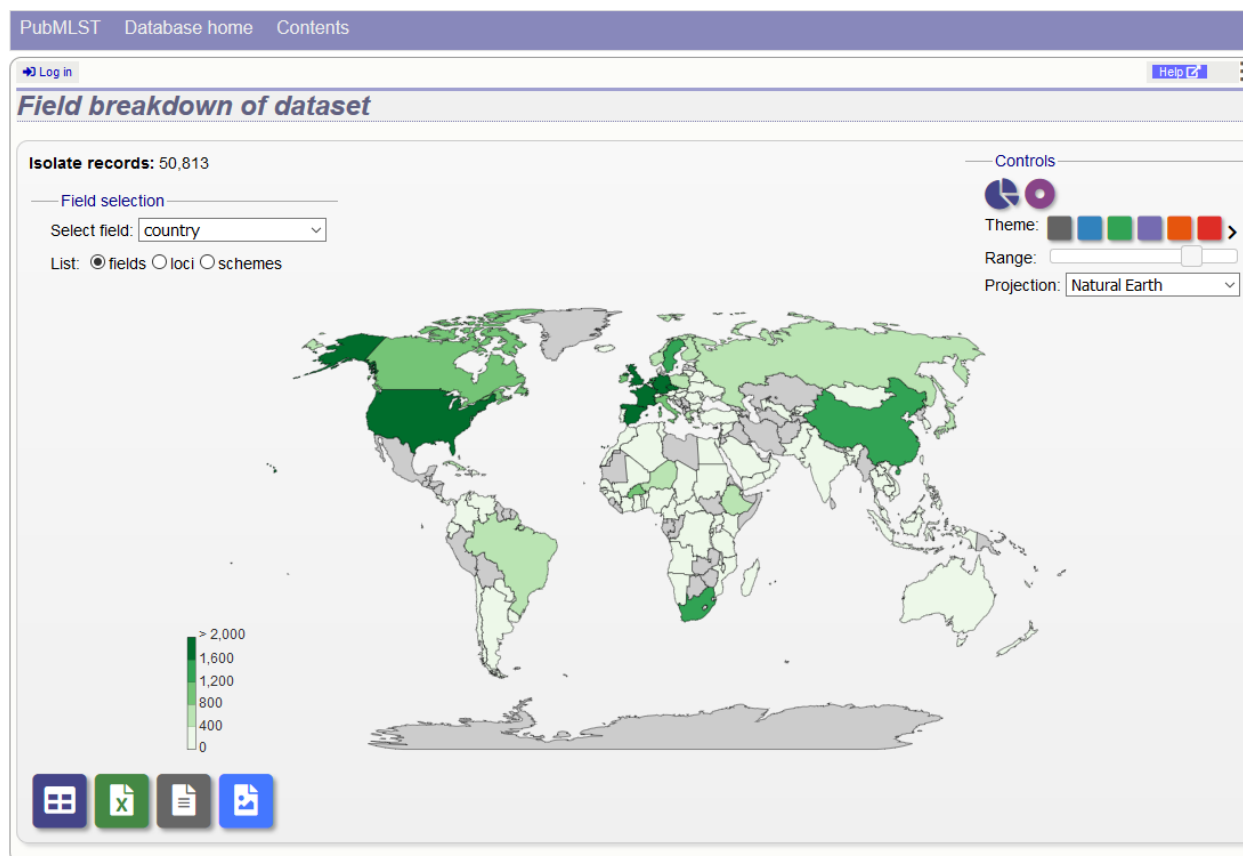 PubMLST Database home Contents
Log in
Help
Field breakdown of dataset
Isolate records: 50,813
Controls
Field selection
Select field: country
Theme:
List: fields loci schemes
Range:
Projection: Natural Earth
> 2,000
1,600
1,200
800
400
0
X